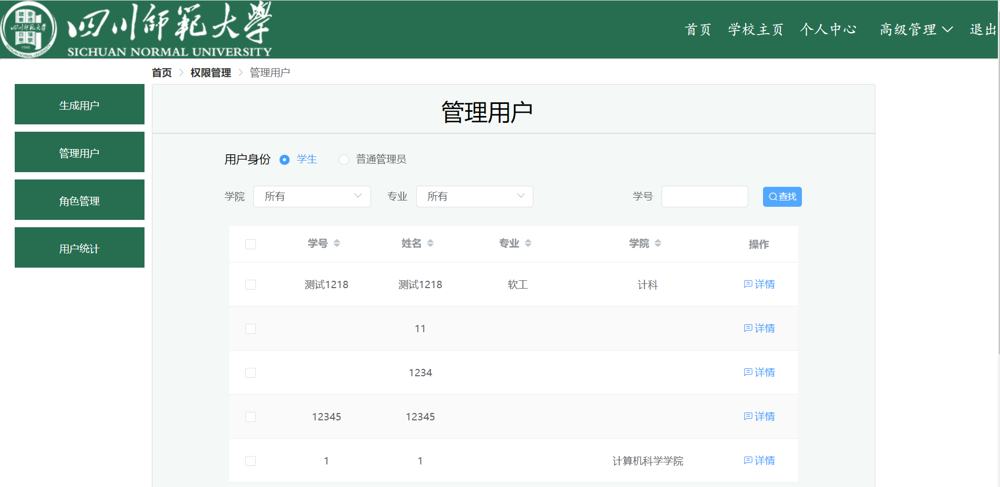 四川師範大學
SICHUAN NORMAL UNIVERSITY
首页 学校主页 个人中心 高级管理 退出
首页 > 权限管理 > 管理用户
生成用户
管理用户
角色管理
用户统计
管理用户
用户身份 学生 普通管理员
学院 所有 专业 所有 学号 查找
学号 姓名 专业 学院 操作
测试1218 测试1218 软工 计科 详情
11 详情
1234 详情
12345 12345 详情
1 1 计算机科学学院 详情